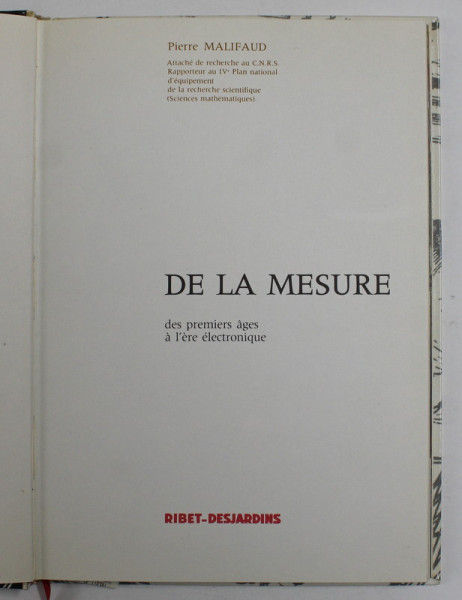 Pierre MALIFAUD
Attaché de recherche au C.N.R.S.
Rapporteur au IVe Plan national
d'équipement
de la recherche scientifique
(Sciences mathématiques)
DE LA MESURE
des premiers âges
à l'ère électronique
RIBET-DESJARDINS